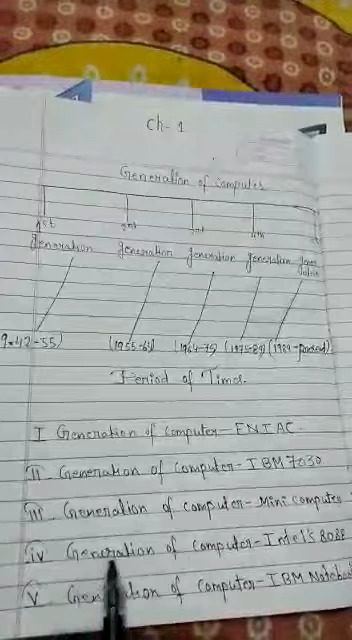 Ch-1
Generation of computer
1st 2nd 3rd 4th
generation generation generation generation
(1955-64) (1964-75) (1975-89) (1989-present)
Period of Time.
I Generation of computer - ENIAC.
II Generation of computer - IBM 7030
III Generation of computer - Mini computer
iv Generation of computer - Intel's 8088
V Generation of computer - IBM Notebook